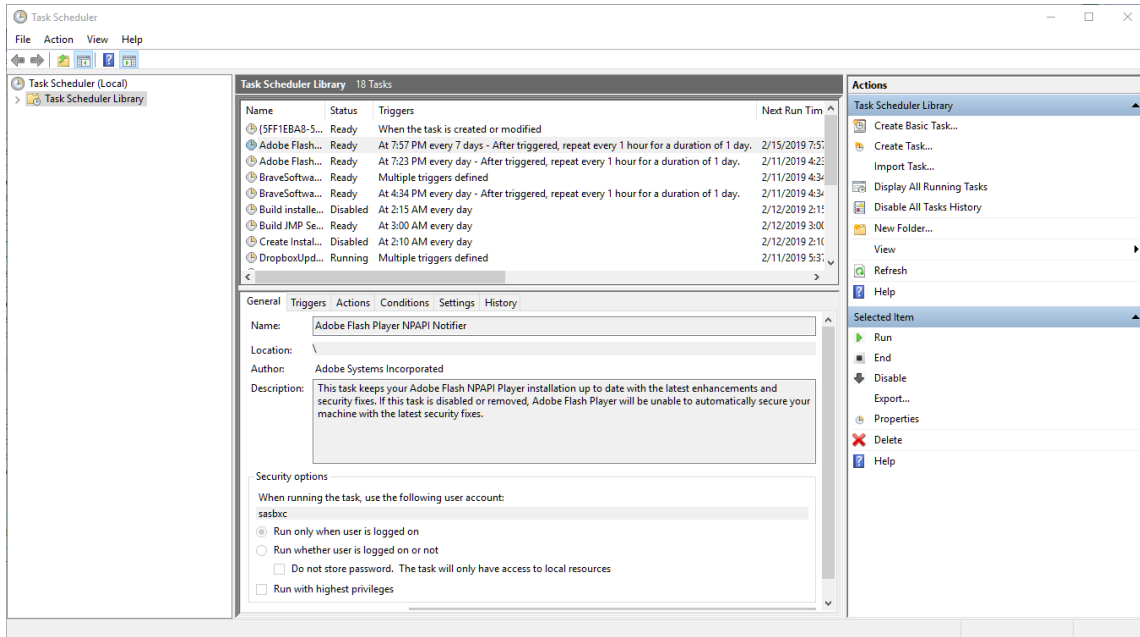 Task Scheduler
File Action View Help
Task Scheduler (Local)
Task Scheduler Library
Task Scheduler Library 18 Tasks
Name Status Triggers Next Run Tim
{5FF1EBA8-5... Ready When the task is created or modified
Adobe Flash... Ready At 7:57 PM every 7 days - After triggered, repeat every 1 hour for a duration of 1 day. 2/15/2019 7:57
Adobe Flash... Ready At 7:23 PM every day - After triggered, repeat every 1 hour for a duration of 1 day. 2/11/2019 4:23
BraveSoftwa... Ready Multiple triggers defined 2/11/2019 4:34
BraveSoftwa... Ready At 4:34 PM every day - After triggered, repeat every 1 hour for a duration of 1 day. 2/11/2019 4:34
Build installe... Disabled At 2:15 AM every day 2/12/2019 2:15
Build JMP Se... Ready At 3:00 AM every day 2/12/2019 3:00
Create Instal... Disabled At 2:10 AM every day 2/12/2019 2:10
DropboxUpd... Running Multiple triggers defined 2/11/2019 5:37
General Triggers Actions Conditions Settings History
Name: Adobe Flash Player NPAPI Notifier
Location: \
Author: Adobe Systems Incorporated
Description: This task keeps your Adobe Flash NPAPI Player installation up to date with the latest enhancements and
security fixes. If this task is disabled or removed, Adobe Flash Player will be unable to automatically secure your
machine with the latest security fixes.
Security options
When running the task, use the following user account:
sasbxc
Run only when user is logged on
Run whether user is logged on or not
Do not store password. The task will only have access to local resources
Run with highest privileges
Actions
Task Scheduler Library
Create Basic Task...
Create Task...
Import Task...
Display All Running Tasks
Disable All Tasks History
New Folder...
View
Refresh
Help
Selected Item
Run
End
Disable
Export...
Properties
Delete
Help